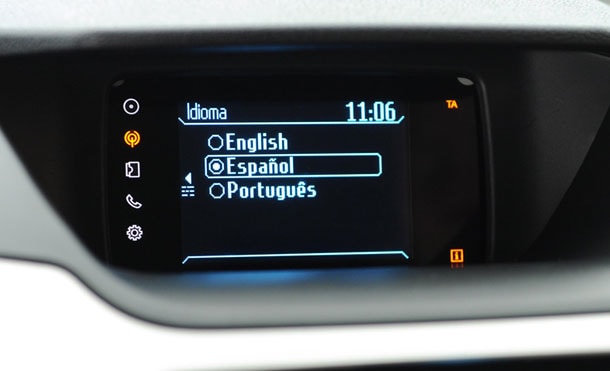 Idioma 11:06
TA
English
Español
Português
i